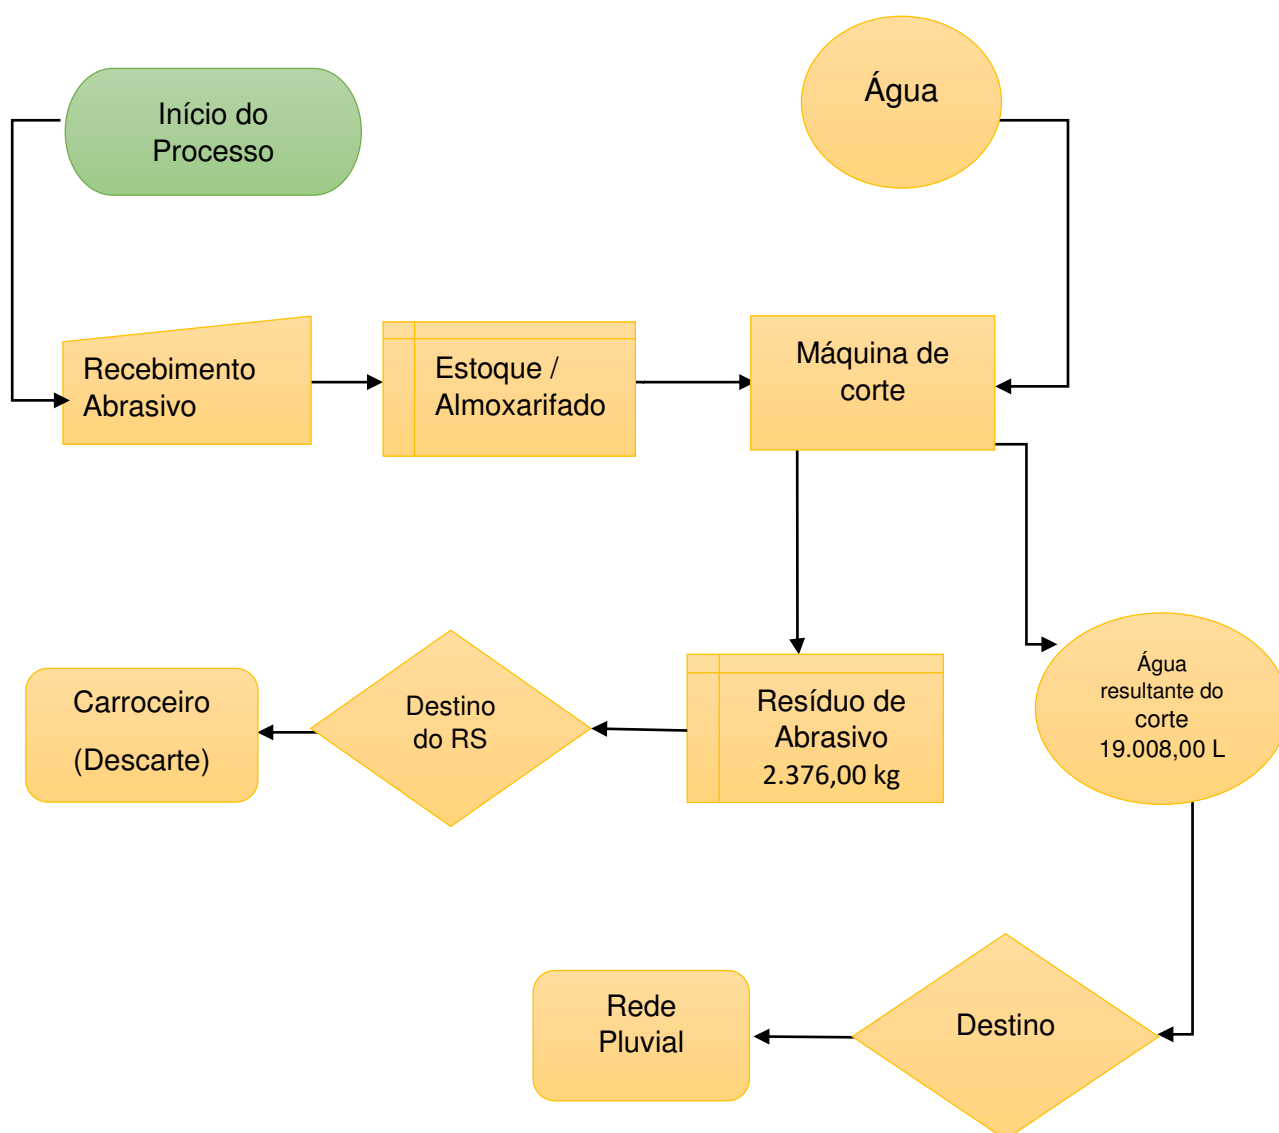 Início do
Processo
Água
Recebimento
Abrasivo
Estoque /
Almoxarifado
Máquina de
corte
Carroceiro
(Descarte)
Destino
do RS
Resíduo de
Abrasivo
2.376,00 kg
Água
resultante do
corte
19.008,00 L
Rede
Pluvial
Destino